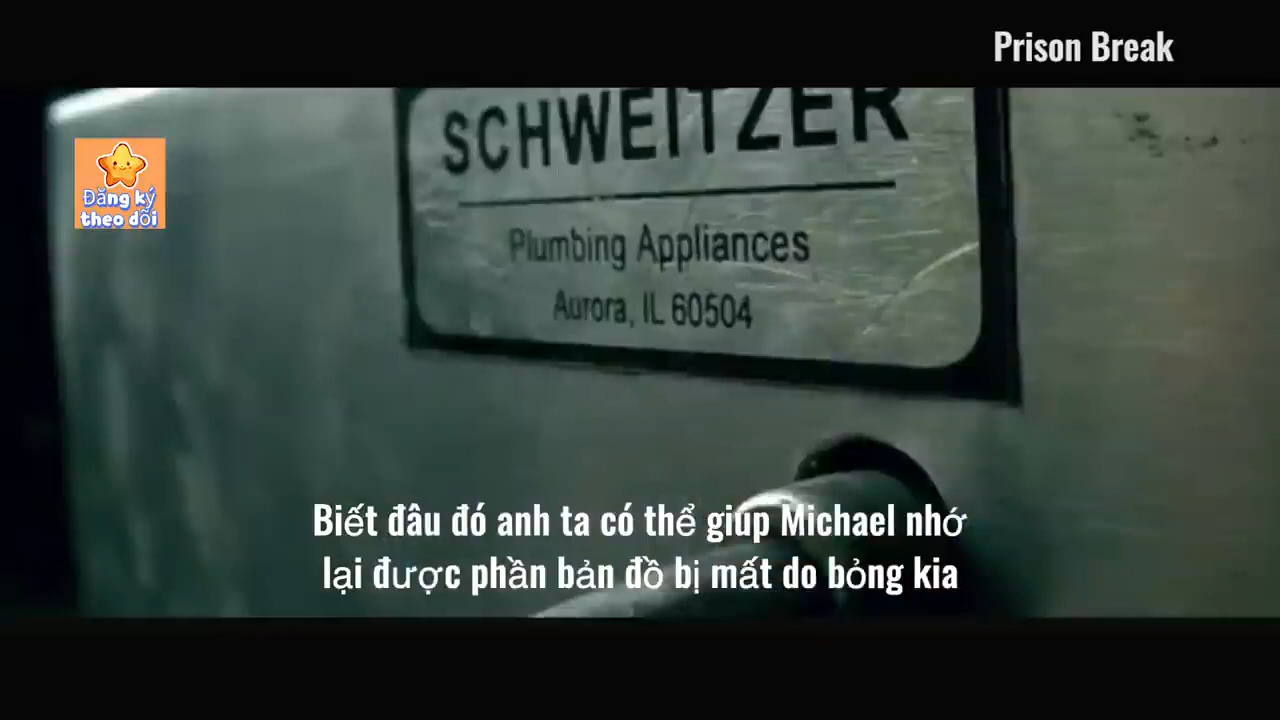 Prison Break
SCHWEITZER
Plumbing Appliances
Aurora, IL 60504
Đăng ký
theo dõi
Biết đâu đó anh ta có thể giúp Michael nhớ
lại được phần bản đồ bị mất do bỏng kia